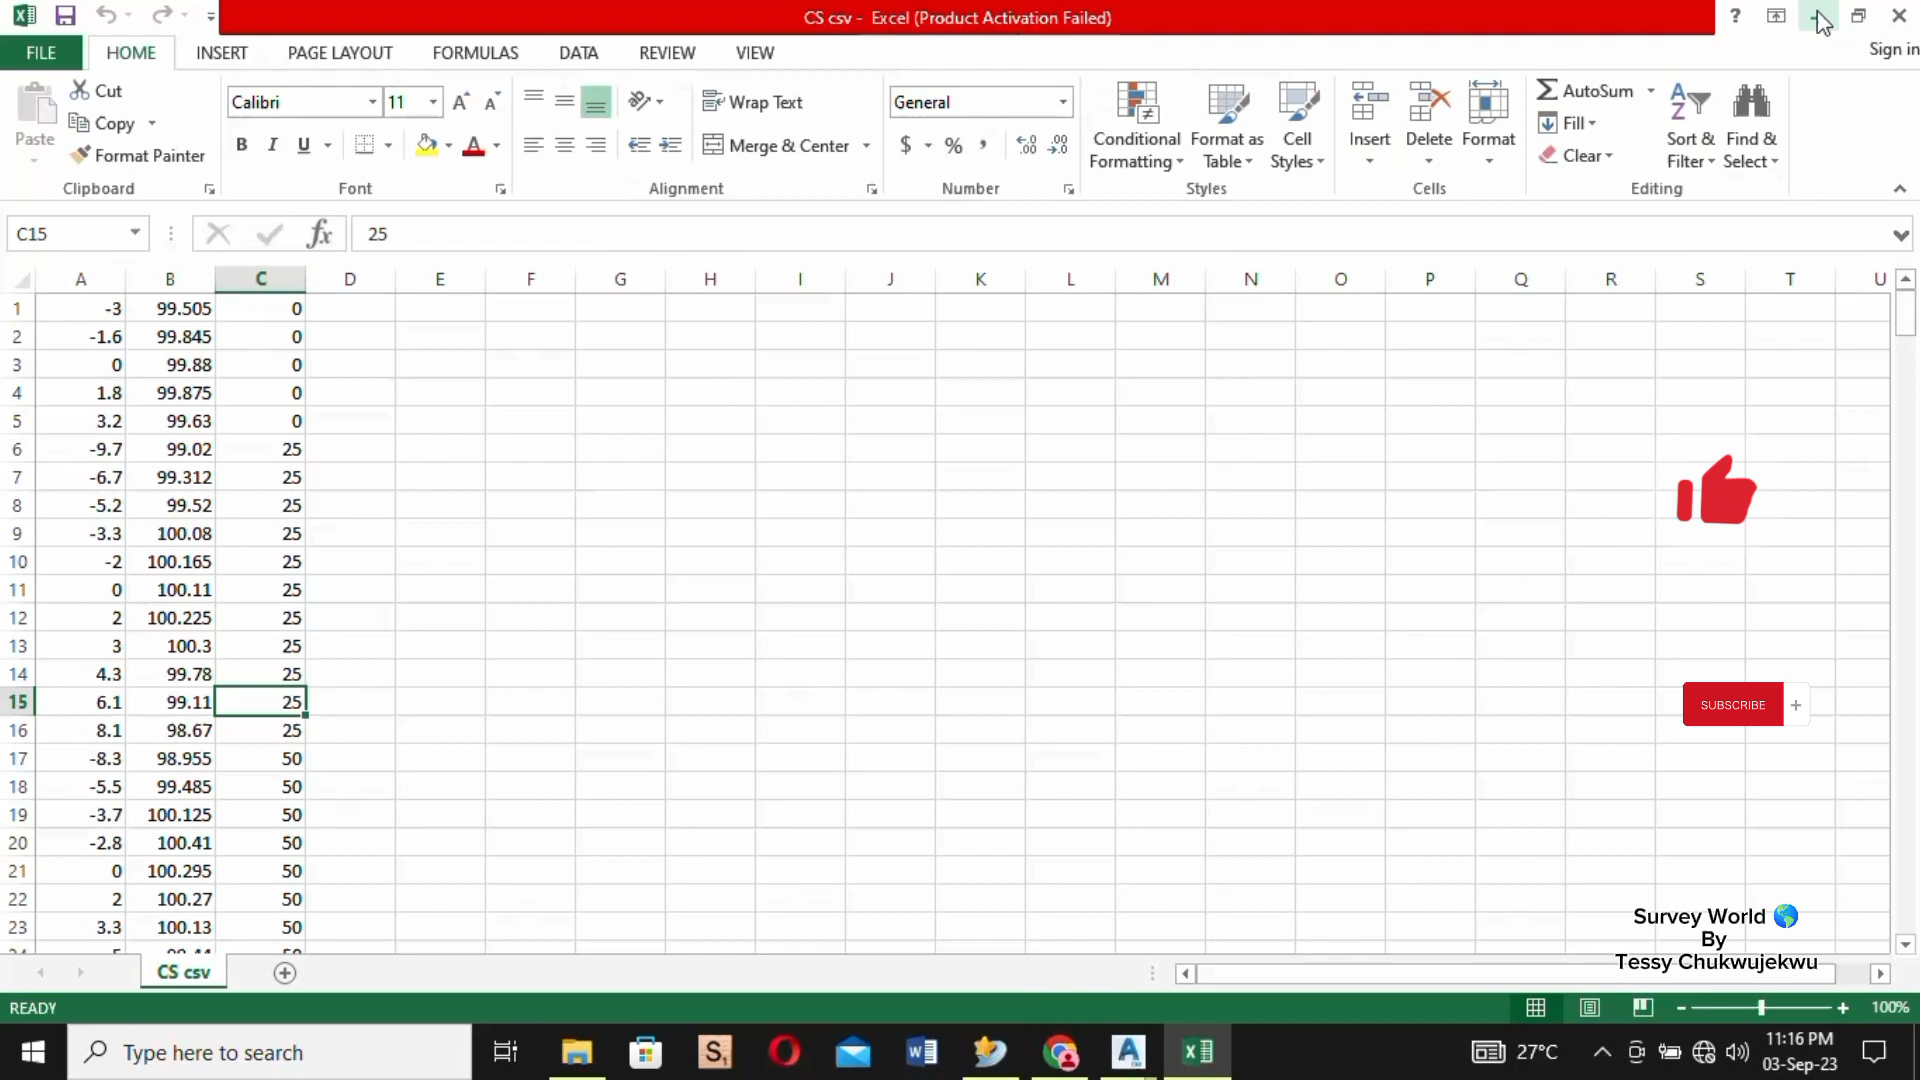 CS csv - Excel (Product Activation Failed)
?
FILE HOME INSERT PAGE LAYOUT FORMULAS DATA REVIEW VIEW Sign in
Paste Cut Copy Format Painter
Clipboard
Calibri 11
B I U
Font
Wrap Text
Merge & Center
Alignment
General
$ % ,
Number
Conditional Formatting Format as Table Cell Styles
Styles
Insert Delete Format
Cells
AutoSum Fill Clear Sort & Filter Find & Select
Editing
C15 fx 25
A B C D E F G H I J K L M N O P Q R S T U
1 -3 99.505 0
2 -1.6 99.845 0
3 0 99.88 0
4 1.8 99.875 0
5 3.2 99.63 0
6 -9.7 99.02 25
7 -6.7 99.312 25
8 -5.2 99.52 25
9 -3.3 100.08 25
10 -2 100.165 25
11 0 100.11 25
12 2 100.225 25
13 3 100.3 25
14 4.3 99.78 25
15 6.1 99.11 25
16 8.1 98.67 25
17 -8.3 98.955 50
18 -5.5 99.485 50
19 -3.7 100.125 50
20 -2.8 100.41 50
21 0 100.295 50
22 2 100.27 50
23 3.3 100.13 50
SUBSCRIBE +
Survey World
By
Tessy Chukwujekwu
CS csv
READY 100%
Type here to search
27°C
11:16 PM
03-Sep-23